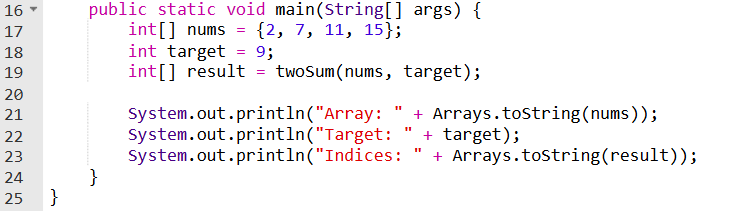 16 public static void main(String[] args) {
17 int[] nums = {2, 7, 11, 15};
18 int target = 9;
19 int[] result = twoSum(nums, target);
20
21 System.out.println("Array: " + Arrays.toString(nums));
22 System.out.println("Target: " + target);
23 System.out.println("Indices: " + Arrays.toString(result));
24 }
25 }